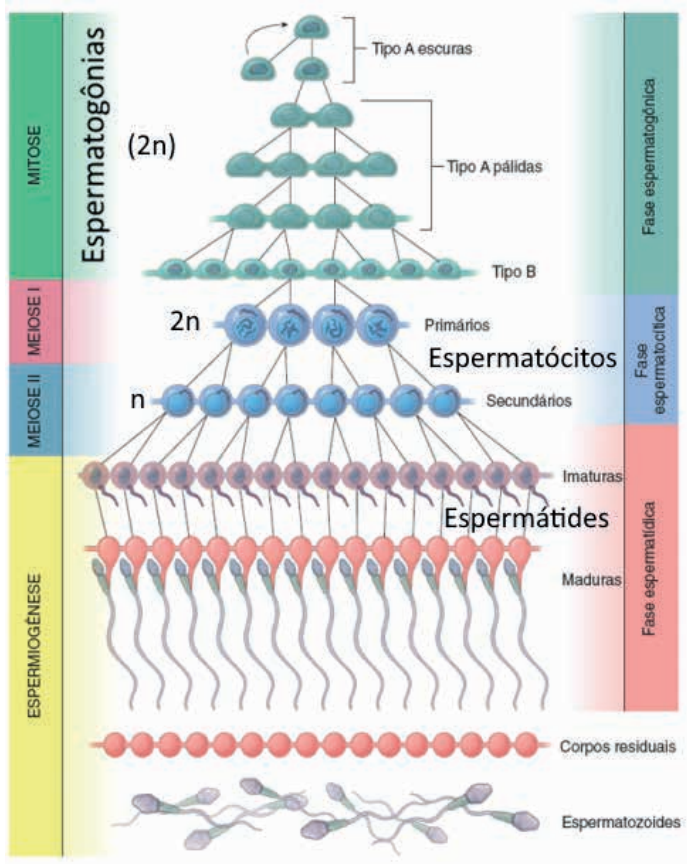 MITOSE
Espermatogônias
(2n)
Tipo A escuras
Tipo A pálidas
Tipo B
Fase espermatogônica
MEIOSE I
2n
Primários
Espermatócitos
Fase
espermatocítica
MEIOSE II
n
Secundários
Imaturas
Espermátides
Maduras
Fase espermatídica
ESPERMIOGÊNESE
Corpos residuais
Espermatozoides